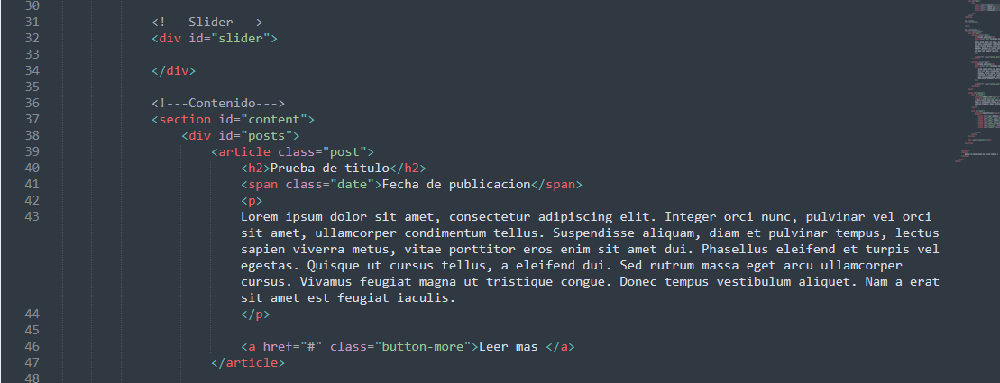 30
31 <!---Slider--->
32 <div id="slider">
33
34 </div>
35
36 <!---Contenido--->
37 <section id="content">
38 <div id="posts">
39 <article class="post">
40 <h2>Prueba de titulo</h2>
41 <span class="date">Fecha de publicacion</span>
42 <p>
43 Lorem ipsum dolor sit amet, consectetur adipiscing elit. Integer orci nunc, pulvinar vel orci
sit amet, ullamcorper condimentum tellus. Suspendisse aliquam, diam et pulvinar tempus, lectus
sapien viverra metus, vitae porttitor eros enim sit amet dui. Phasellus eleifend et turpis vel
egestas. Quisque ut cursus tellus, a eleifend dui. Sed rutrum massa eget arcu ullamcorper
cursus. Vivamus feugiat magna ut tristique congue. Donec tempus vestibulum aliquet. Nam a erat
sit amet est feugiat iaculis.
44 </p>
45
46 <a href="#" class="button-more">Leer mas </a>
47 </article>
48